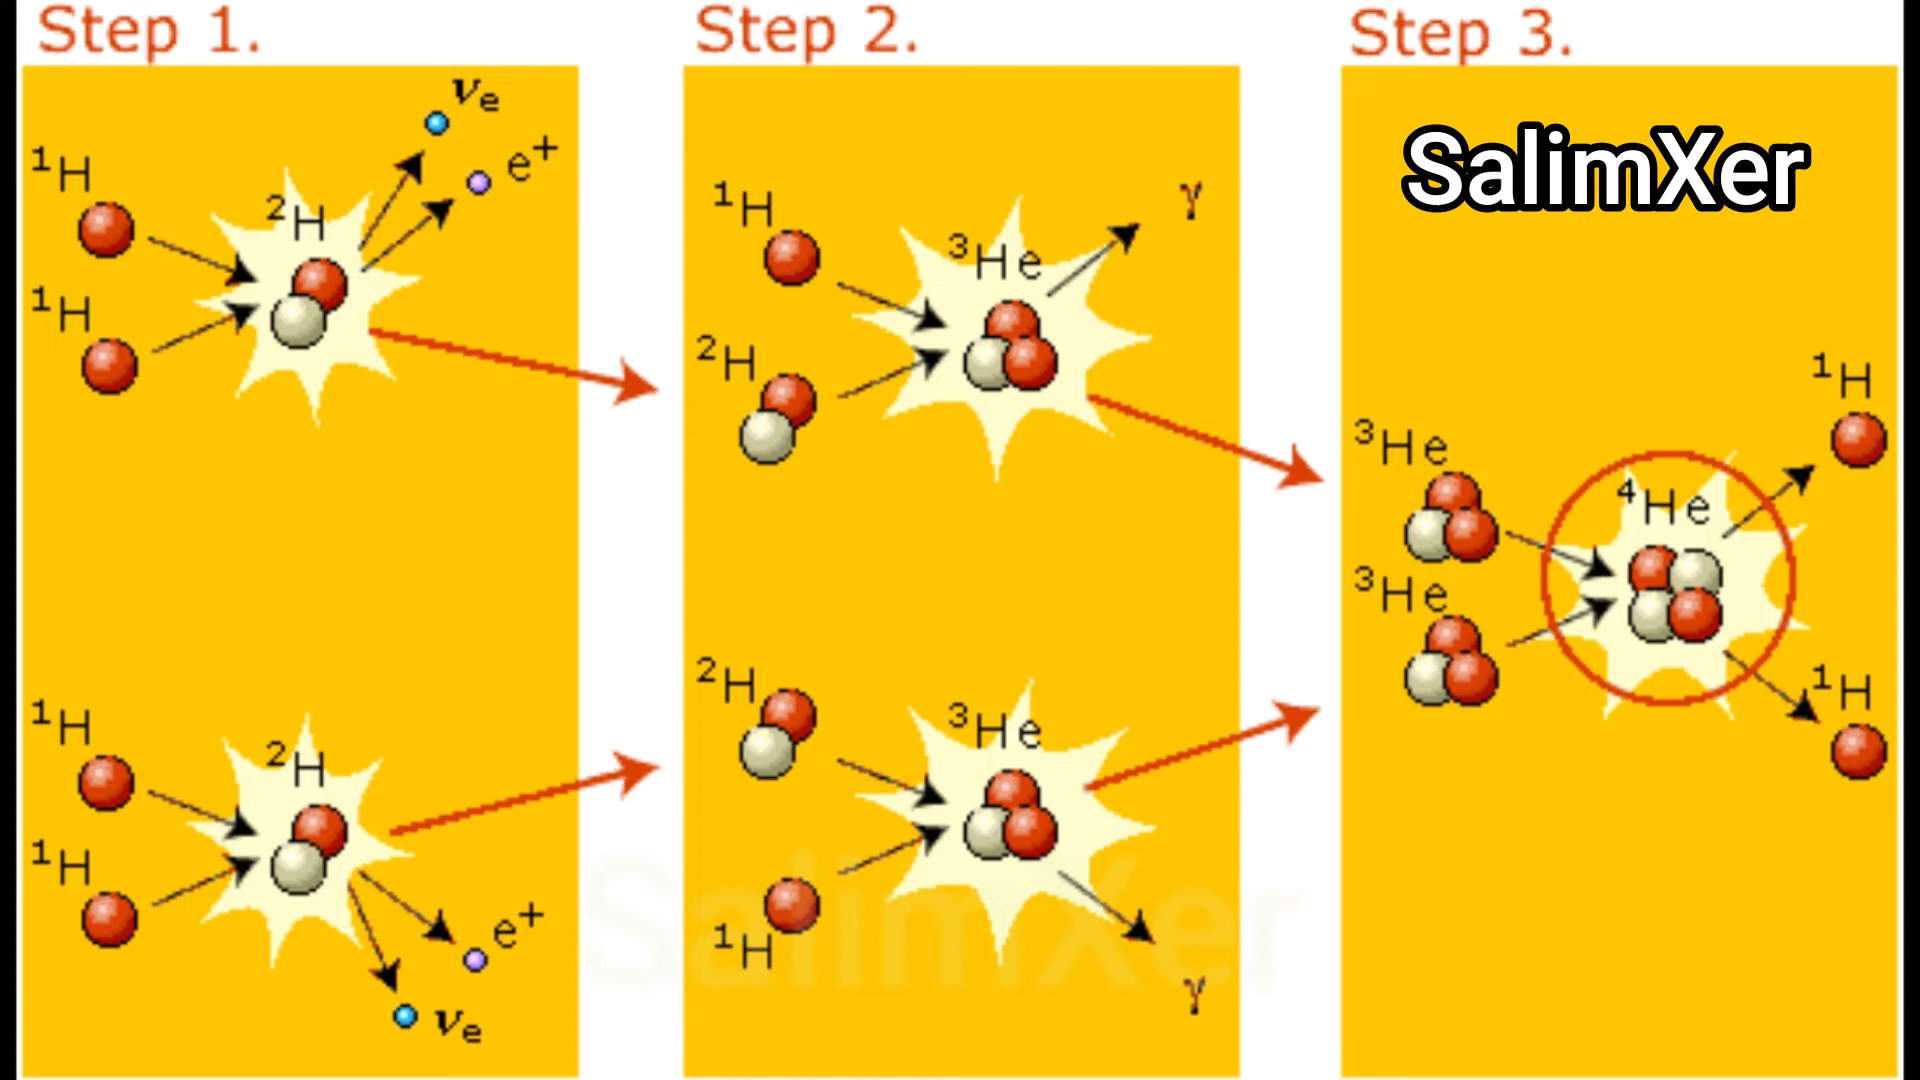 Step 1.
νe
e+
1H
2H
1H
1H
2H
1H
e+
νe
Step 2.
γ
1H
3He
2H
2H
3He
1H
γ
Step 3.
SalimXer
1H
3He
4He
3He
1H
SalimXer